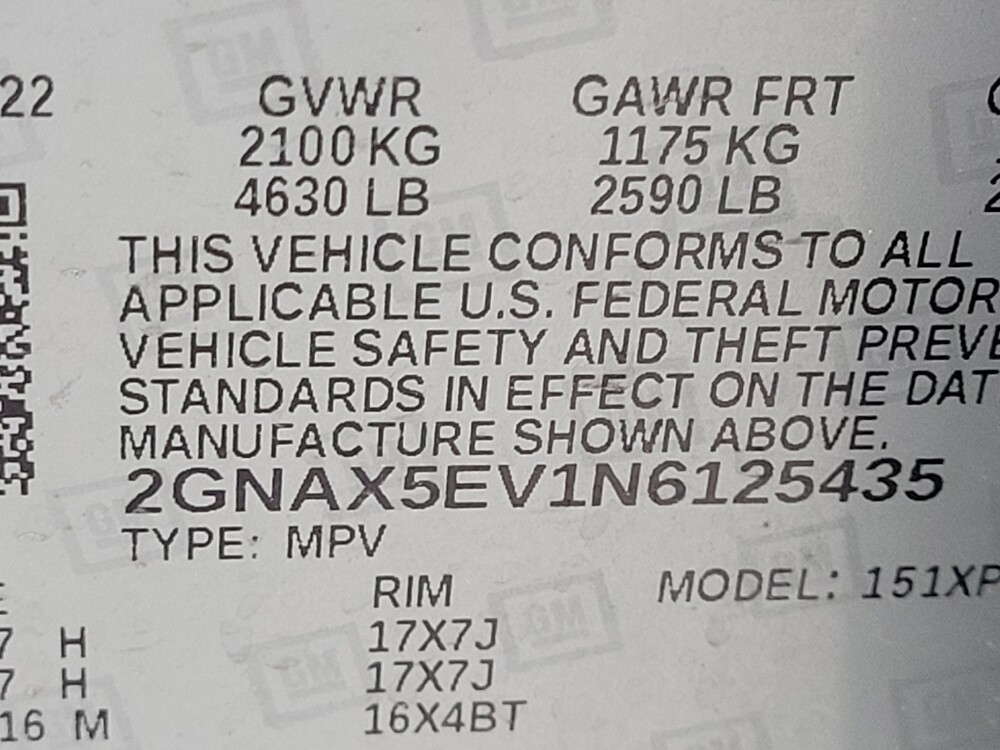 22 GVWR GAWR FRT
2100 KG 1175 KG
4630 LB 2590 LB
THIS VEHICLE CONFORMS TO ALL
APPLICABLE U.S. FEDERAL MOTOR
VEHICLE SAFETY AND THEFT PREVE
STANDARDS IN EFFECT ON THE DAT
MANUFACTURE SHOWN ABOVE.
2GNAX5EV1N6125435
TYPE: MPV
RIM MODEL: 151XP
7 H 17X7J
7 H 17X7J
16 M 16X4BT